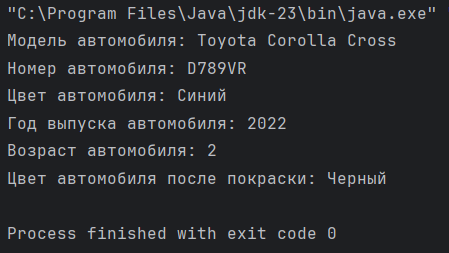 "C:\Program Files\Java\jdk-23\bin\java.exe"
Модель автомобиля: Toyota Corolla Cross
Номер автомобиля: D789VR
Цвет автомобиля: Синий
Год выпуска автомобиля: 2022
Возраст автомобиля: 2
Цвет автомобиля после покраски: Черный
Process finished with exit code 0